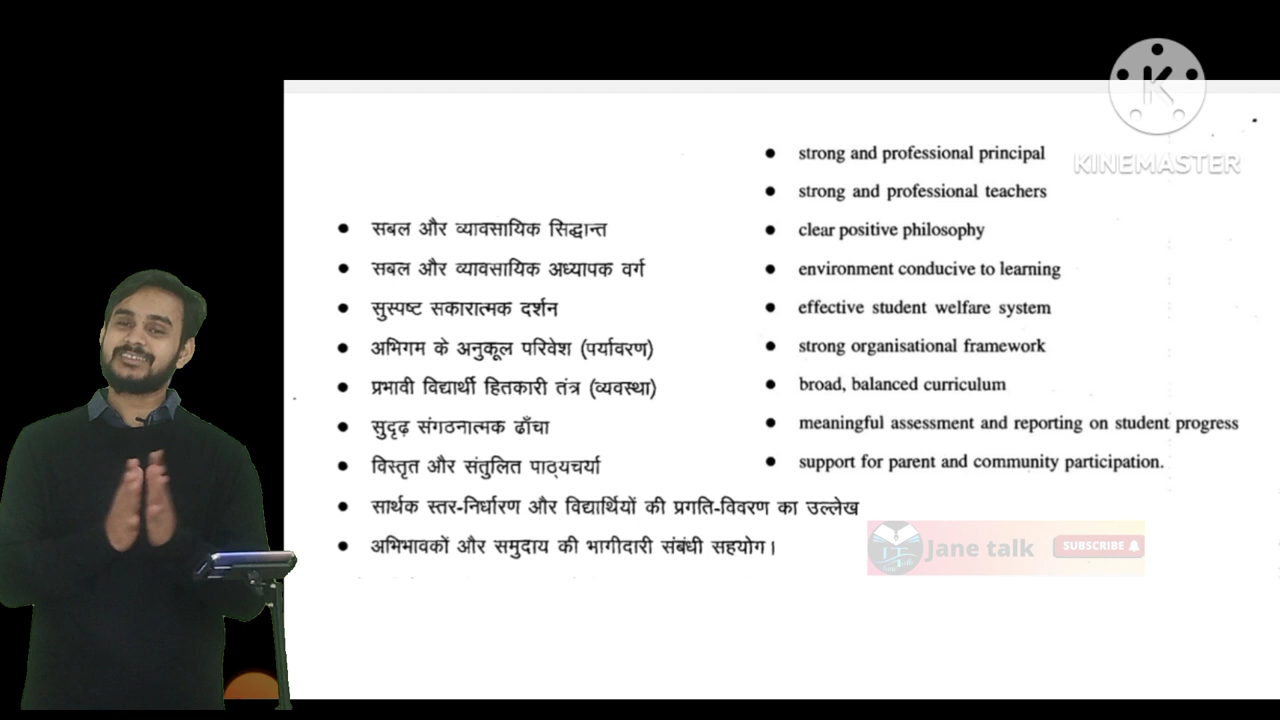 KINEMASTER
• सबल और व्यावसायिक सिद्धान्त
• सबल और व्यावसायिक अध्यापक वर्ग
• सुस्पष्ट सकारात्मक दर्शन
• अभिगम के अनुकूल परिवेश (पर्यावरण)
• प्रभावी विद्यार्थी हितकारी तंत्र (व्यवस्था)
• सुदृढ़ संगठनात्मक ढाँचा
• विस्तृत और संतुलित पाठ्यचर्या
• सार्थक स्तर-निर्धारण और विद्यार्थियों की प्रगति-विवरण का उल्लेख
• अभिभावकों और समुदाय की भागीदारी संबंधी सहयोग।
• strong and professional principal
• strong and professional teachers
• clear positive philosophy
• environment conducive to learning
• effective student welfare system
• strong organisational framework
• broad, balanced curriculum
• meaningful assessment and reporting on student progress
• support for parent and community participation.
Jane talk
SUBSCRIBE